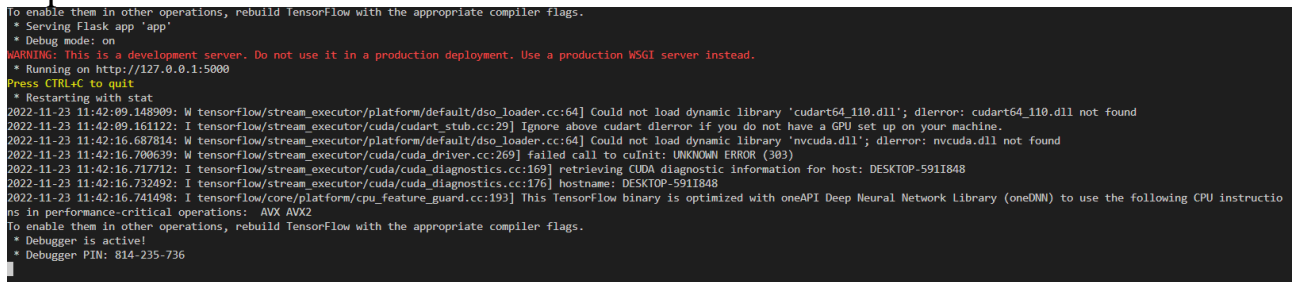 To enable them in other operations, rebuild TensorFlow with the appropriate compiler flags.
 * Serving Flask app 'app'
 * Debug mode: on
WARNING: This is a development server. Do not use it in a production deployment. Use a production WSGI server instead.
 * Running on http://127.0.0.1:5000
Press CTRL+C to quit
 * Restarting with stat
2022-11-23 11:42:09.148909: W tensorflow/stream_executor/platform/default/dso_loader.cc:64] Could not load dynamic library 'cudart64_110.dll'; dlerror: cudart64_110.dll not found
2022-11-23 11:42:09.161122: I tensorflow/stream_executor/cuda/cudart_stub.cc:29] Ignore above cudart dlerror if you do not have a GPU set up on your machine.
2022-11-23 11:42:16.687814: W tensorflow/stream_executor/platform/default/dso_loader.cc:64] Could not load dynamic library 'nvcuda.dll'; dlerror: nvcuda.dll not found
2022-11-23 11:42:16.700639: W tensorflow/stream_executor/cuda/cuda_driver.cc:269] failed call to cuInit: UNKNOWN ERROR (303)
2022-11-23 11:42:16.717712: I tensorflow/stream_executor/cuda/cuda_diagnostics.cc:169] retrieving CUDA diagnostic information for host: DESKTOP-591I848
2022-11-23 11:42:16.732492: I tensorflow/stream_executor/cuda/cuda_diagnostics.cc:176] hostname: DESKTOP-591I848
2022-11-23 11:42:16.741498: I tensorflow/core/platform/cpu_feature_guard.cc:193] This TensorFlow binary is optimized with oneAPI Deep Neural Network Library (oneDNN) to use the following CPU instructio
ns in performance-critical operations:  AVX AVX2
To enable them in other operations, rebuild TensorFlow with the appropriate compiler flags.
 * Debugger is active!
 * Debugger PIN: 814-235-736